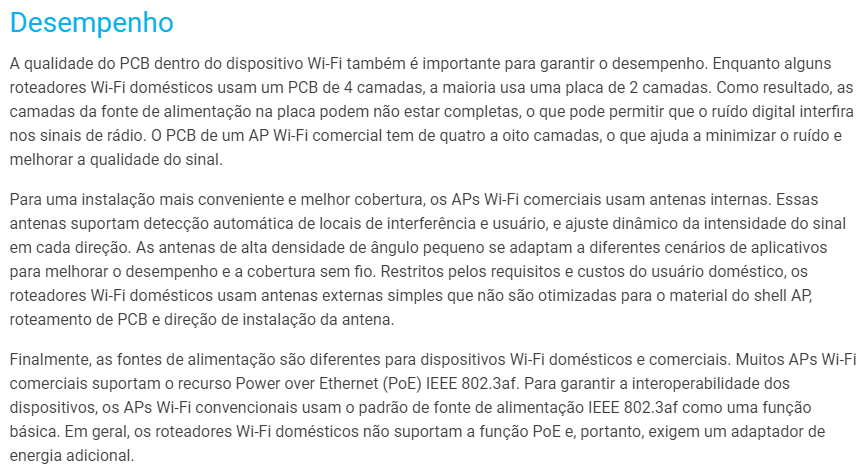 Desempenho
A qualidade do PCB dentro do dispositivo Wi-Fi também é importante para garantir o desempenho. Enquanto alguns
roteadores Wi-Fi domésticos usam um PCB de 4 camadas, a maioria usa uma placa de 2 camadas. Como resultado, as
camadas da fonte de alimentação na placa podem não estar completas, o que pode permitir que o ruído digital interfira
nos sinais de rádio. O PCB de um AP Wi-Fi comercial tem de quatro a oito camadas, o que ajuda a minimizar o ruído e
melhorar a qualidade do sinal.
Para uma instalação mais conveniente e melhor cobertura, os APs Wi-Fi comerciais usam antenas internas. Essas
antenas suportam detecção automática de locais de interferência e usuário, e ajuste dinâmico da intensidade do sinal
em cada direção. As antenas de alta densidade de ângulo pequeno se adaptam a diferentes cenários de aplicativos
para melhorar o desempenho e a cobertura sem fio. Restritos pelos requisitos e custos do usuário doméstico, os
roteadores Wi-Fi domésticos usam antenas externas simples que não são otimizadas para o material do shell AP,
roteamento de PCB e direção de instalação da antena.
Finalmente, as fontes de alimentação são diferentes para dispositivos Wi-Fi domésticos e comerciais. Muitos APs Wi-Fi
comerciais suportam o recurso Power over Ethernet (PoE) IEEE 802.3af. Para garantir a interoperabilidade dos
dispositivos, os APs Wi-Fi convencionais usam o padrão de fonte de alimentação IEEE 802.3af como uma função
básica. Em geral, os roteadores Wi-Fi domésticos não suportam a função PoE e, portanto, exigem um adaptador de
energia adicional.